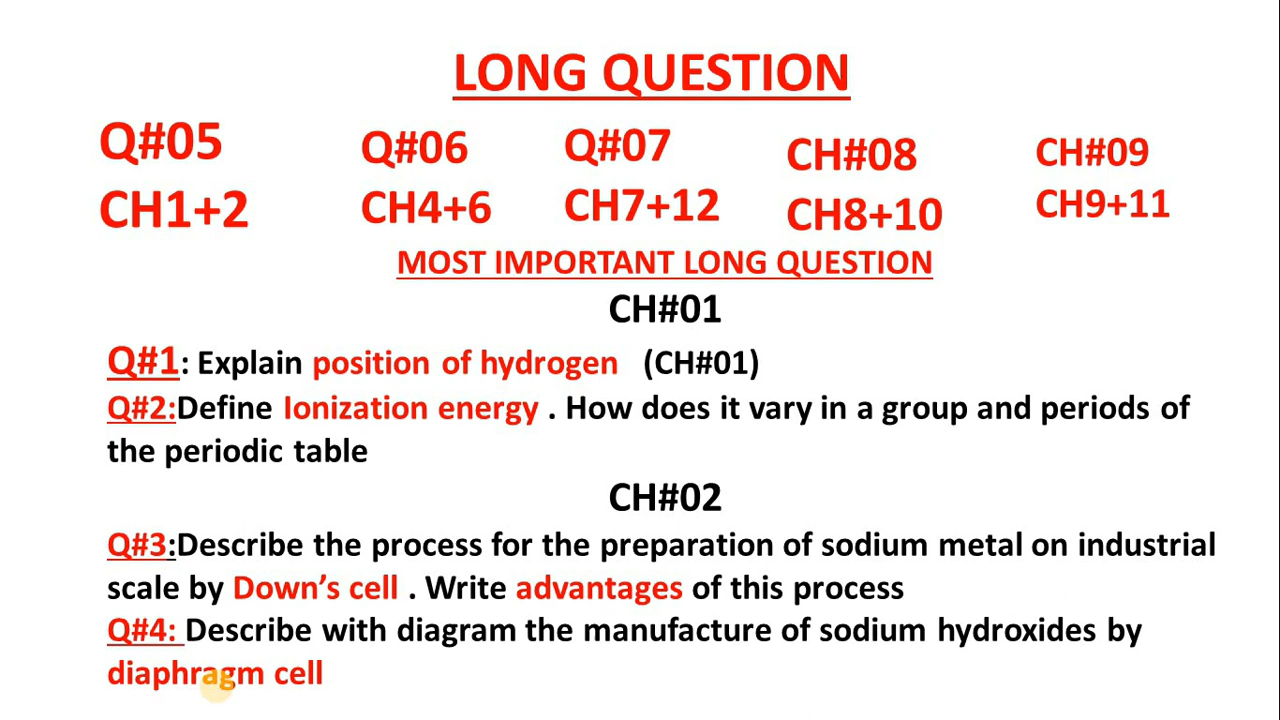 LONG QUESTION
Q#05 Q#06 Q#07 CH#08 CH#09
CH1+2 CH4+6 CH7+12 CH8+10 CH9+11
MOST IMPORTANT LONG QUESTION
CH#01
Q#1: Explain position of hydrogen (CH#01)
Q#2:Define Ionization energy . How does it vary in a group and periods of
the periodic table
CH#02
Q#3:Describe the process for the preparation of sodium metal on industrial
scale by Down’s cell . Write advantages of this process
Q#4: Describe with diagram the manufacture of sodium hydroxides by
diaphragm cell